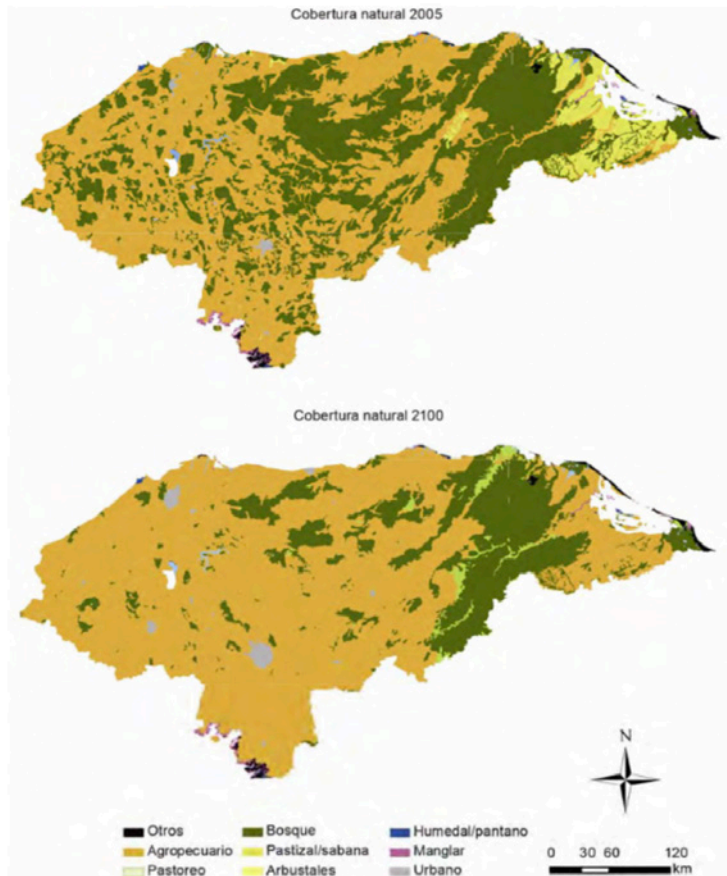 Cobertura natural 2005
Cobertura natural 2100
N
Otros Bosque Humedal/pantano
Agropecuario Pastizal/sabana Manglar
Pastoreo Arbustales Urbano
0 30 60 120
km